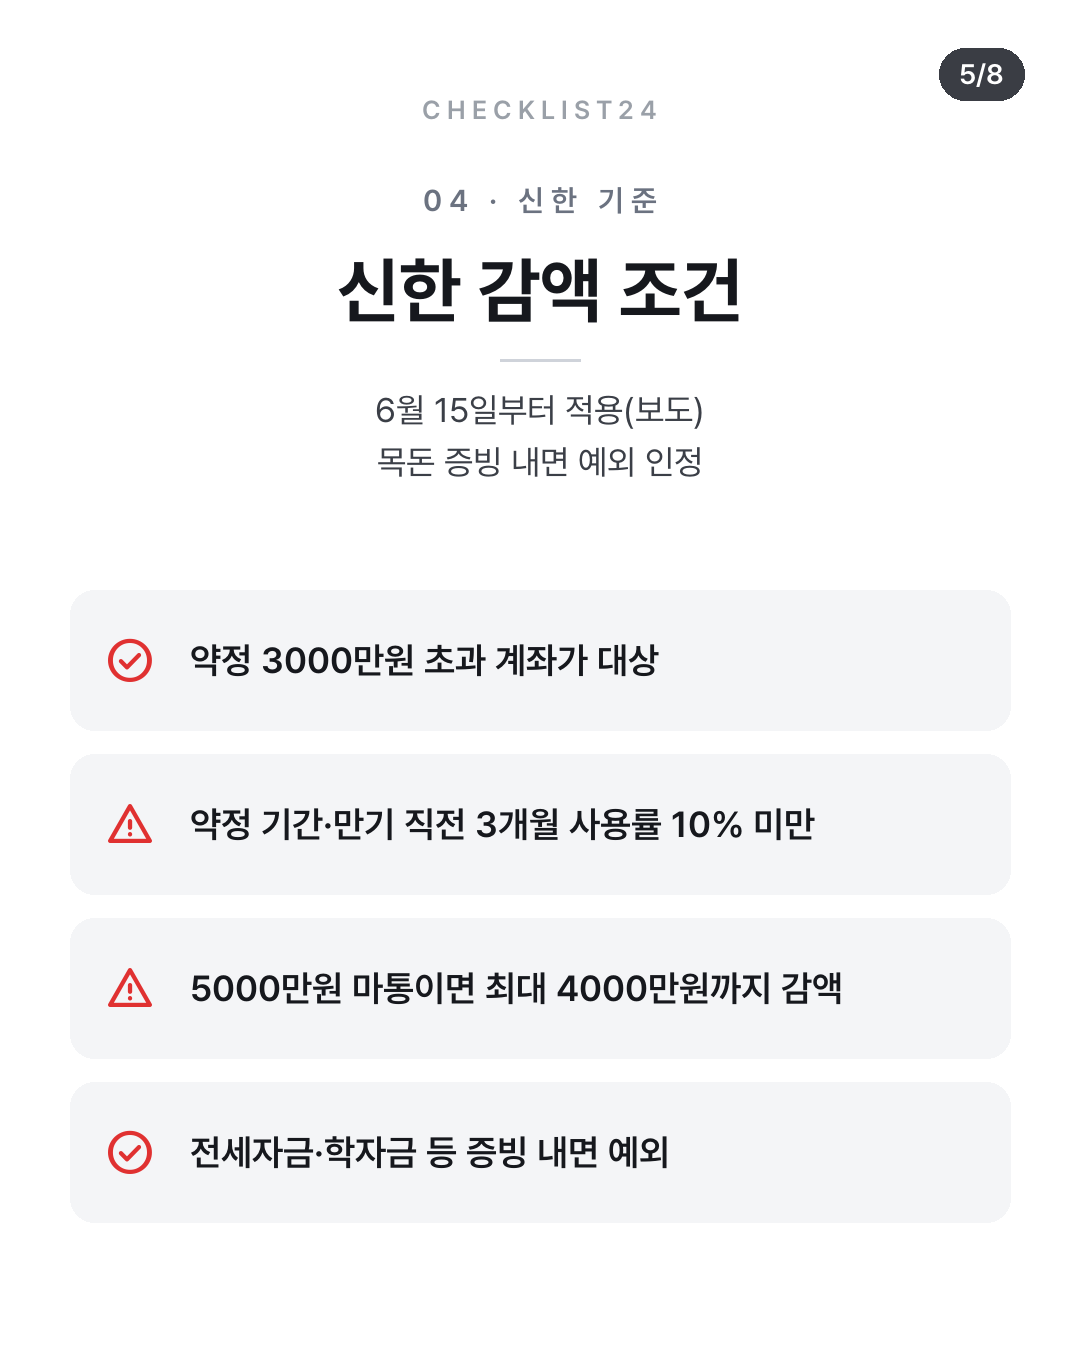 5/8
CHECKLIST24
04 · 신한 기준
신한 감액 조건
6월 15일부터 적용(보도)
목돈 증빙 내면 예외 인정
약정 3000만원 초과 계좌가 대상
약정 기간·만기 직전 3개월 사용률 10% 미만
5000만원 마통이면 최대 4000만원까지 감액
전세자금·학자금 등 증빙 내면 예외